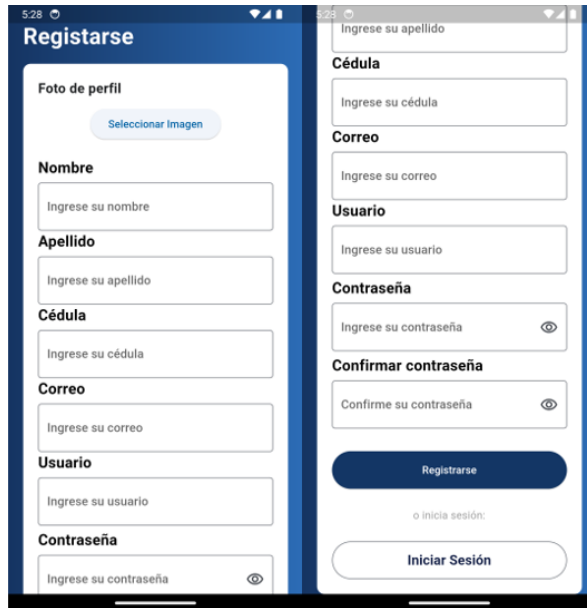 5:28
Registarse
Foto de perfil
Seleccionar Imagen
Nombre
Ingrese su nombre
Apellido
Ingrese su apellido
Cédula
Ingrese su cédula
Correo
Ingrese su correo
Usuario
Ingrese su usuario
Contraseña
Ingrese su contraseña
5:28
Ingrese su apellido
Cédula
Ingrese su cédula
Correo
Ingrese su correo
Usuario
Ingrese su usuario
Contraseña
Ingrese su contraseña
Confirmar contraseña
Confirme su contraseña
Registrarse
o inicia sesión:
Iniciar Sesión